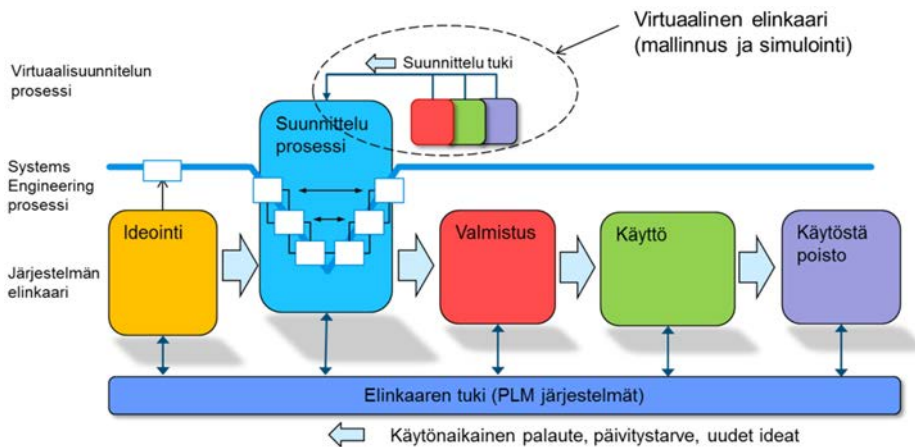 Virtuaalinen elinkaari
(mallinnus ja simulointi)
Virtuaalisuunnitelun
prosessi
Suunnittelu tuki
Suunnittelu
prosessi
Systems
Engineering
prosessi
Ideointi
Valmistus
Käyttö
Käytöstä
poisto
Järjestelmän
elinkaari
Elinkaaren tuki (PLM järjestelmät)
Käytönaikainen palaute, päivitystarve, uudet ideat